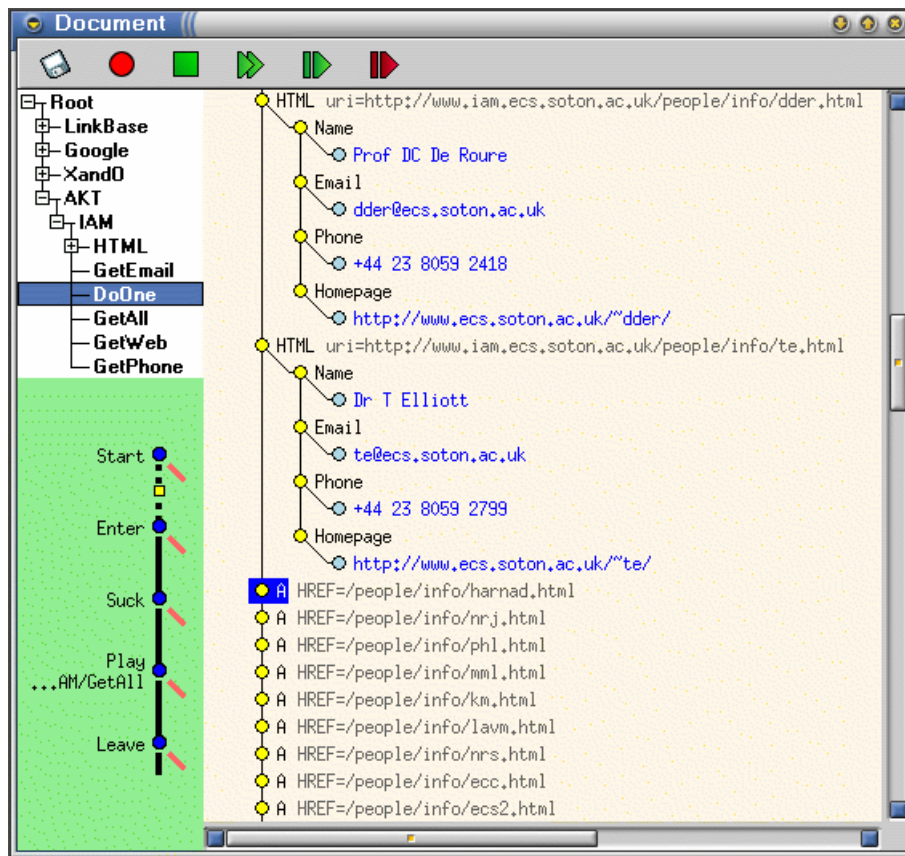 Document
Root
LinkBase
Google
XandO
AKT
IAM
HTML
GetEmail
DoOne
GetAll
GetWeb
GetPhone
Start
Enter
Suck
Play
...AM/GetAll
Leave
HTML uri=http://www.iam.ecs.soton.ac.uk/people/info/dder.html
Name
Prof DC De Roure
Email
dder@ecs.soton.ac.uk
Phone
+44 23 8059 2418
Homepage
http://www.ecs.soton.ac.uk/~dder/
HTML uri=http://www.iam.ecs.soton.ac.uk/people/info/te.html
Name
Dr T Elliott
Email
te@ecs.soton.ac.uk
Phone
+44 23 8059 2799
Homepage
http://www.ecs.soton.ac.uk/~te/
A HREF=/people/info/harnad.html
A HREF=/people/info/nrj.html
A HREF=/people/info/phl.html
A HREF=/people/info/mml.html
A HREF=/people/info/km.html
A HREF=/people/info/lavm.html
A HREF=/people/info/nrs.html
A HREF=/people/info/ecc.html
A HREF=/people/info/ecs2.html